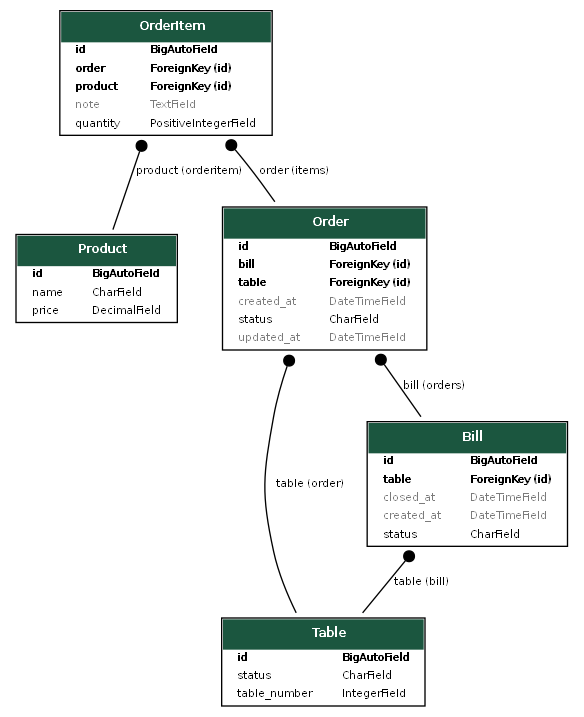 OrderItem
id BigAutoField
order ForeignKey (id)
product ForeignKey (id)
note TextField
quantity PositiveIntegerField
product (orderitem) order (items)
Order
id BigAutoField
bill ForeignKey (id)
table ForeignKey (id)
created_at DateTimeField
status CharField
updated_at DateTimeField
Product
id BigAutoField
name CharField
price DecimalField
bill (orders)
Bill
id BigAutoField
table ForeignKey (id)
closed_at DateTimeField
created_at DateTimeField
status CharField
table (order)
table (bill)
Table
id BigAutoField
status CharField
table_number IntegerField